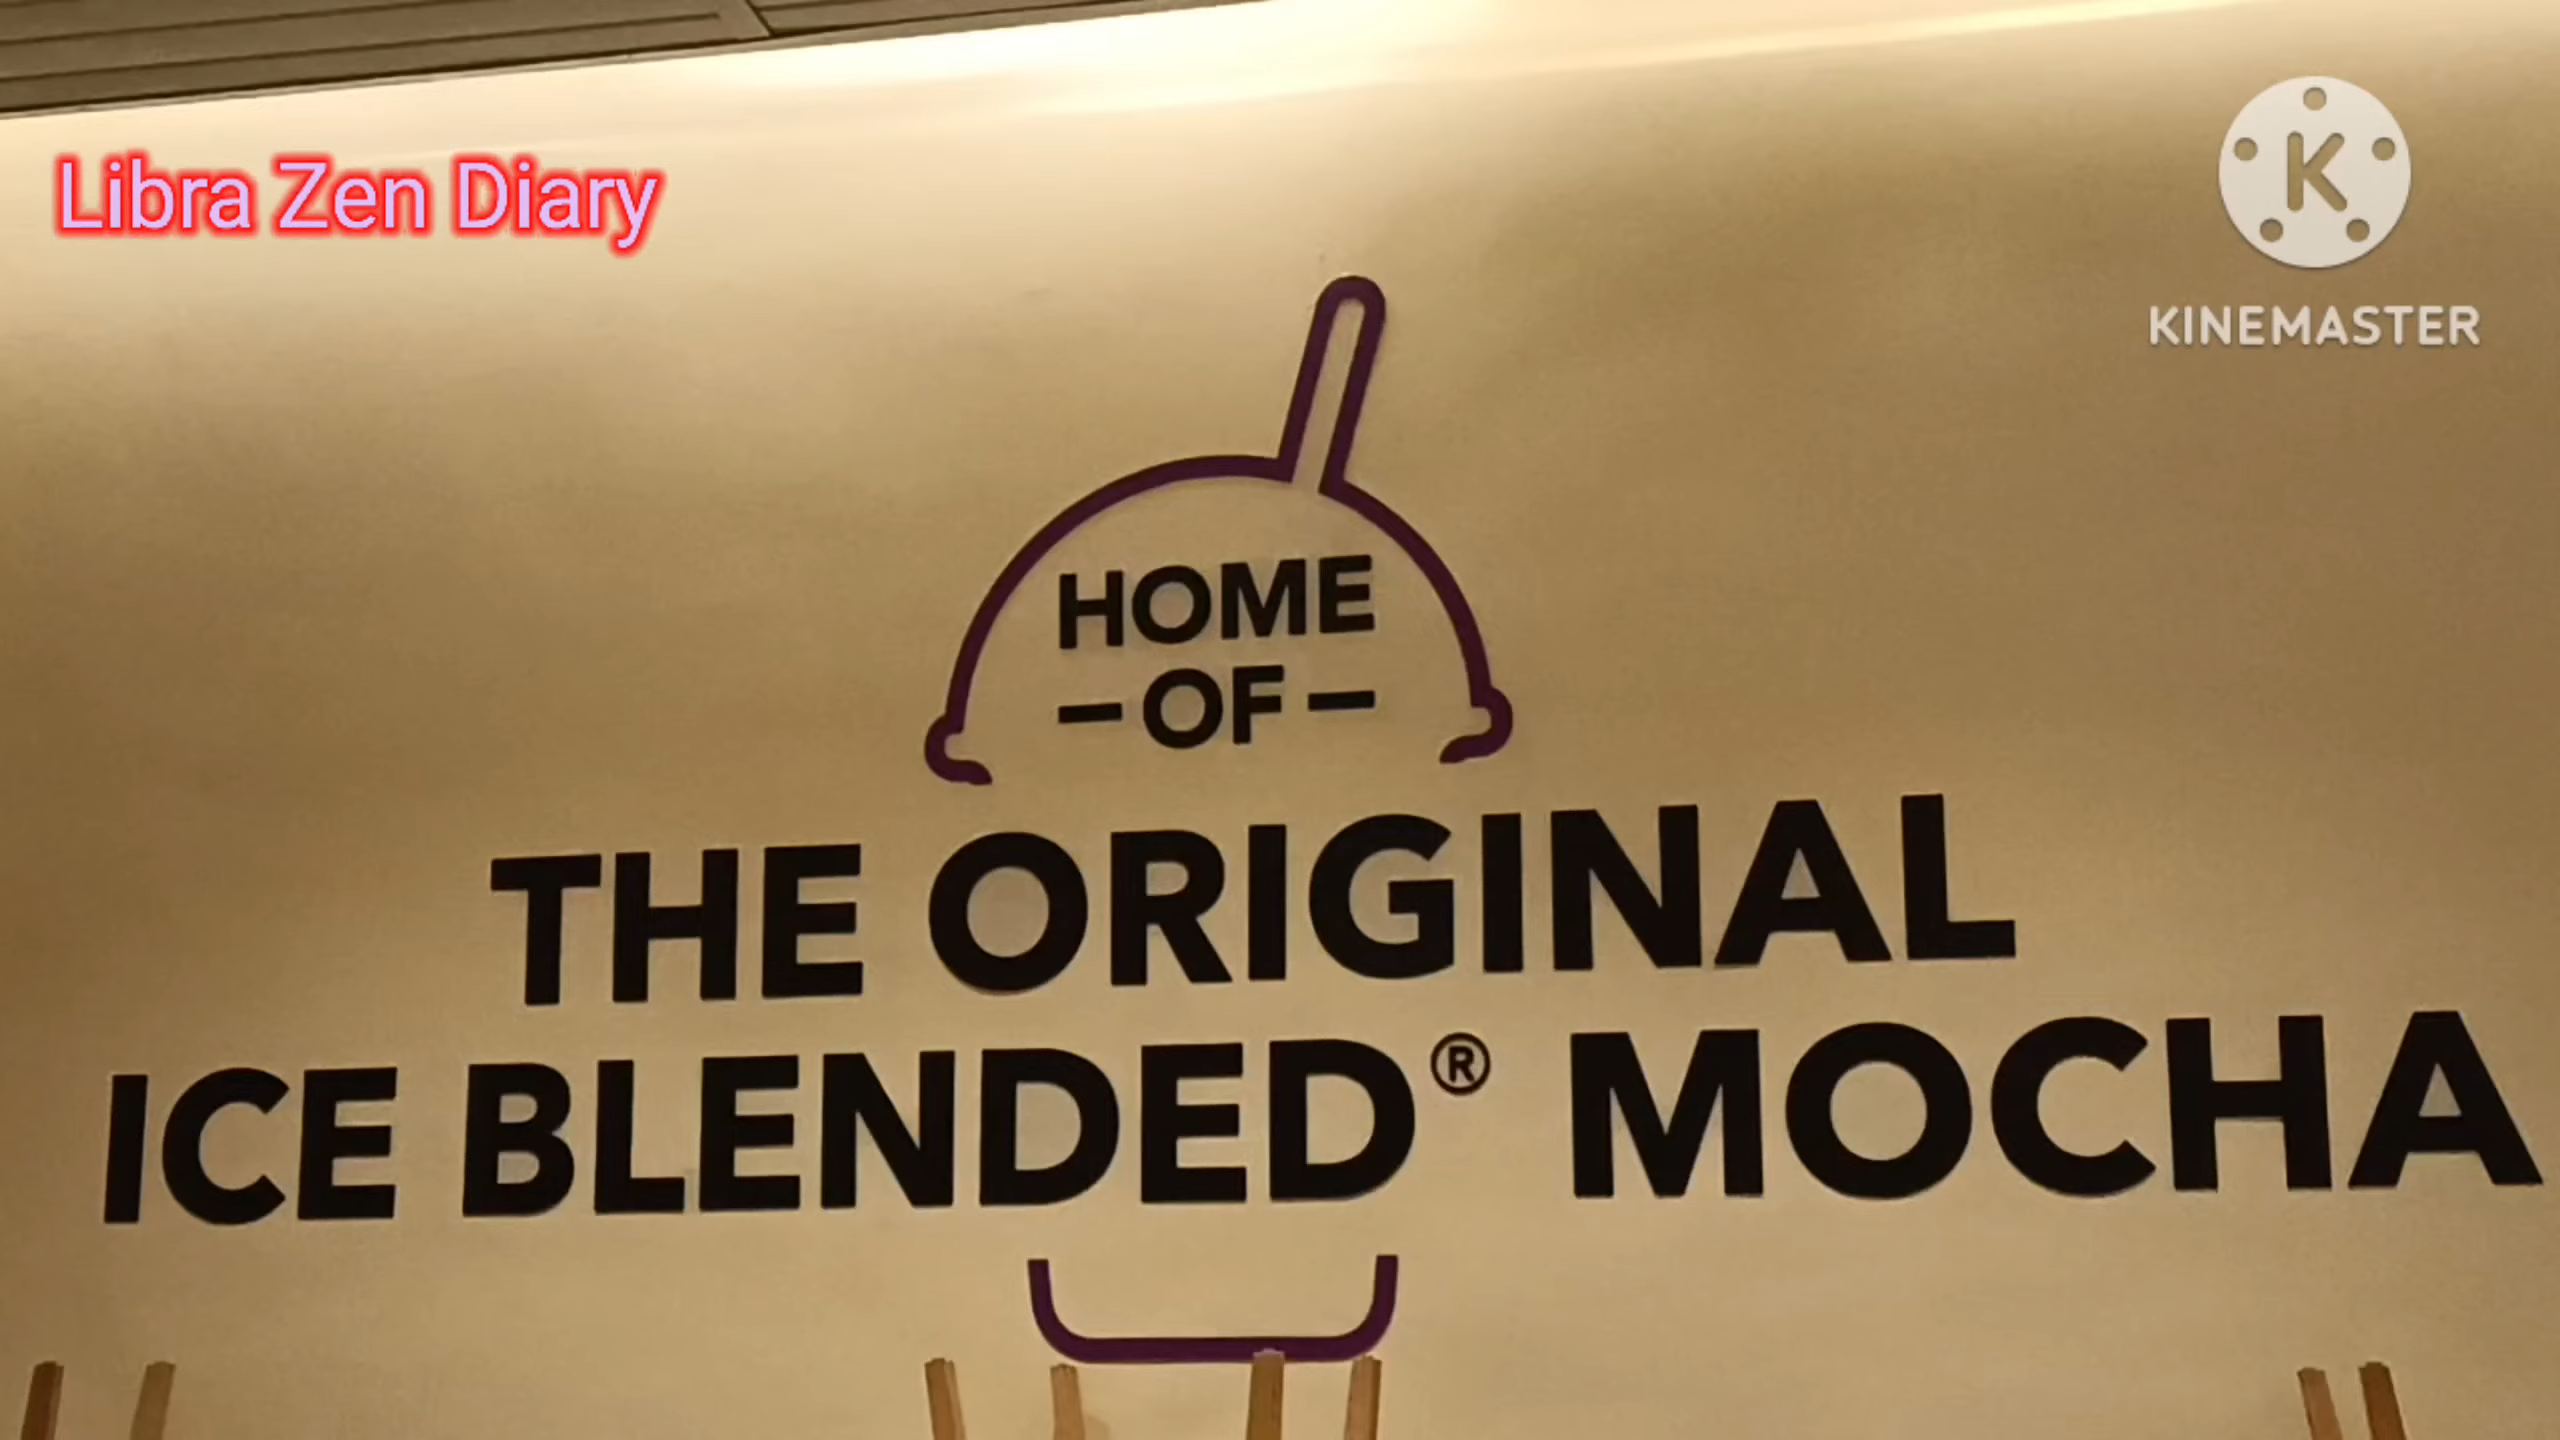 Libra Zen Diary
K
KINEMASTER
HOME
-OF-
THE ORIGINAL
ICE BLENDED® MOCHA